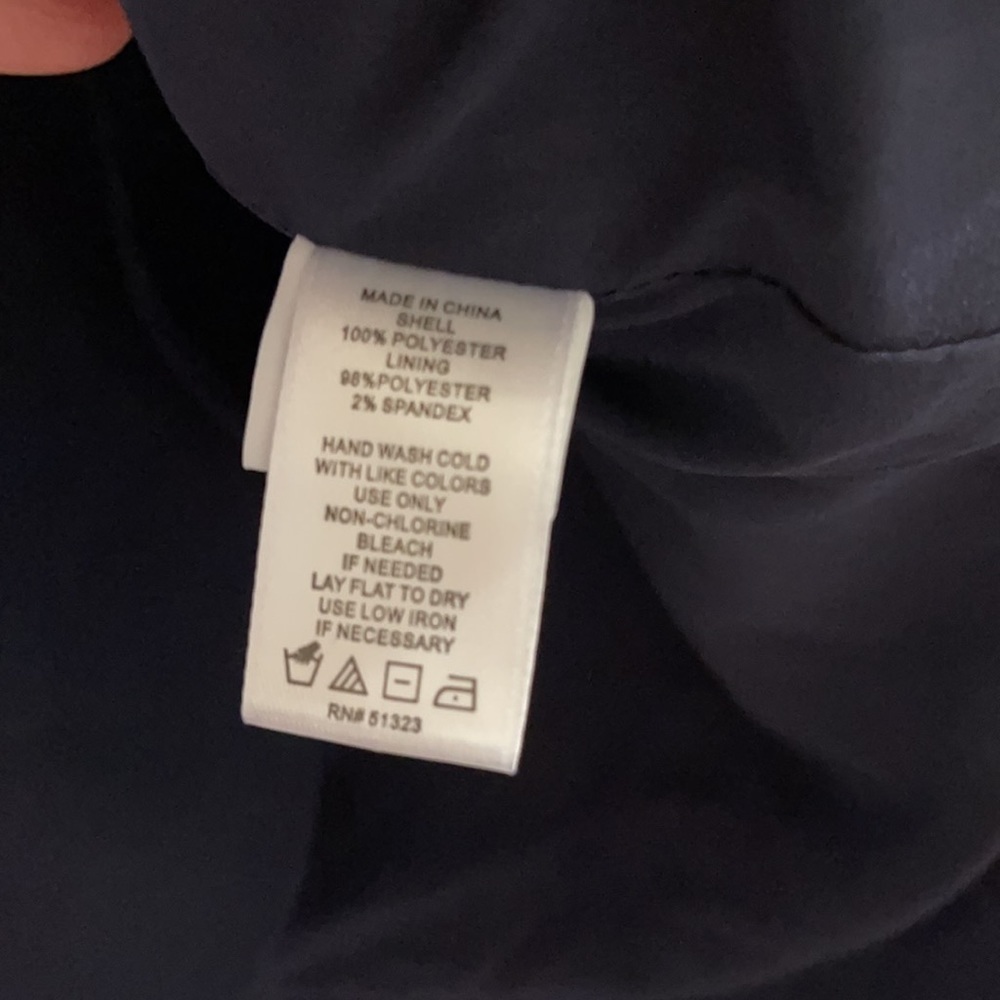 MADE IN CHINA
SHELL
100% POLYESTER
LINING
98%POLYESTER
2% SPANDEX
HAND WASH COLD
WITH LIKE COLORS
USE ONLY
NON-CHLORINE
BLEACH
IF NEEDED
LAY FLAT TO DRY
USE LOW IRON
IF NECESSARY
RN# 51323